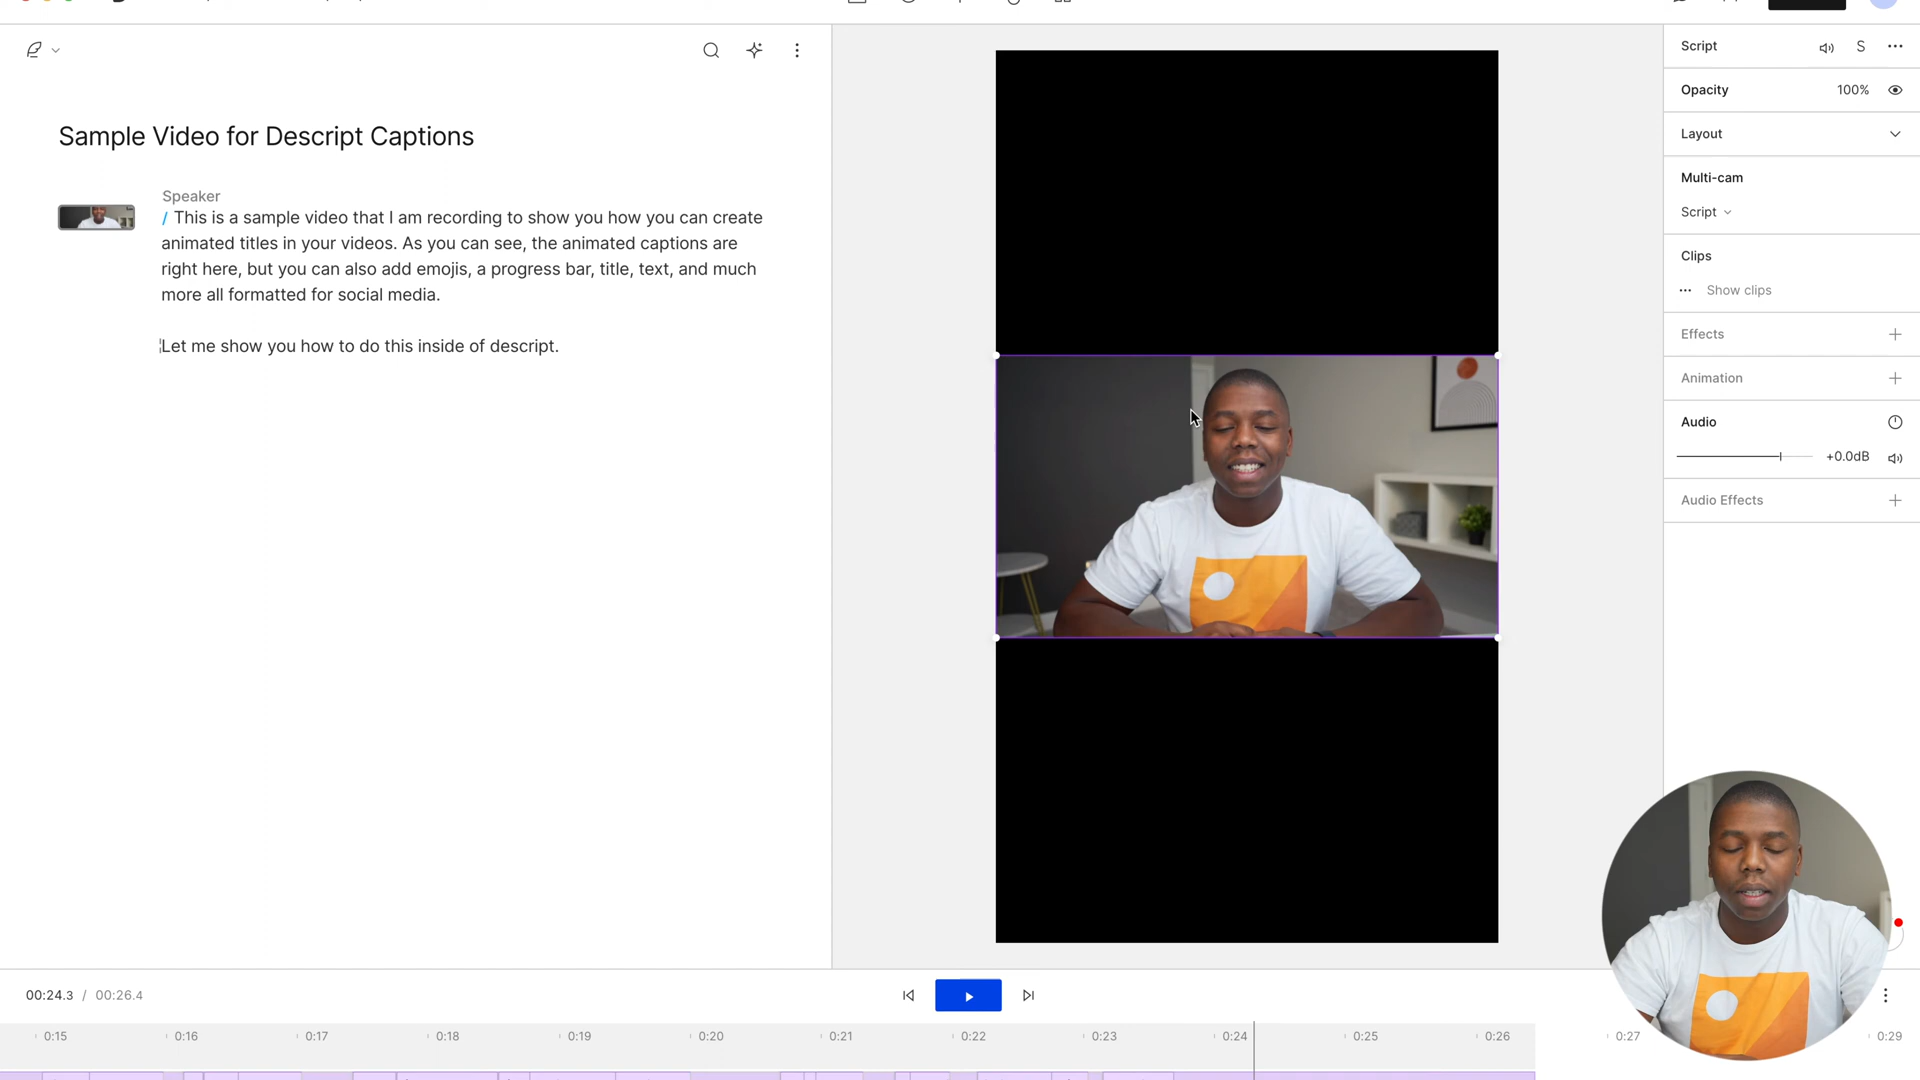 Script
S
Opacity
100%
Layout
Sample Video for Descript Captions
Multi-cam
Speaker
Script
/ This is a sample video that I am recording to show you how you can create
animated titles in your videos. As you can see, the animated captions are
right here, but you can also add emojis, a progress bar, title, text, and much
more all formatted for social media.
Let me show you how to do this inside of descript.
Clips
Show clips
Effects
Animation
Audio
+0.0dB
Audio Effects
00:24.3 / 00:26.4
0:15 0:16 0:17 0:18 0:19 0:20 0:21 0:22 0:23 0:24 0:25 0:26 0:27 0:29